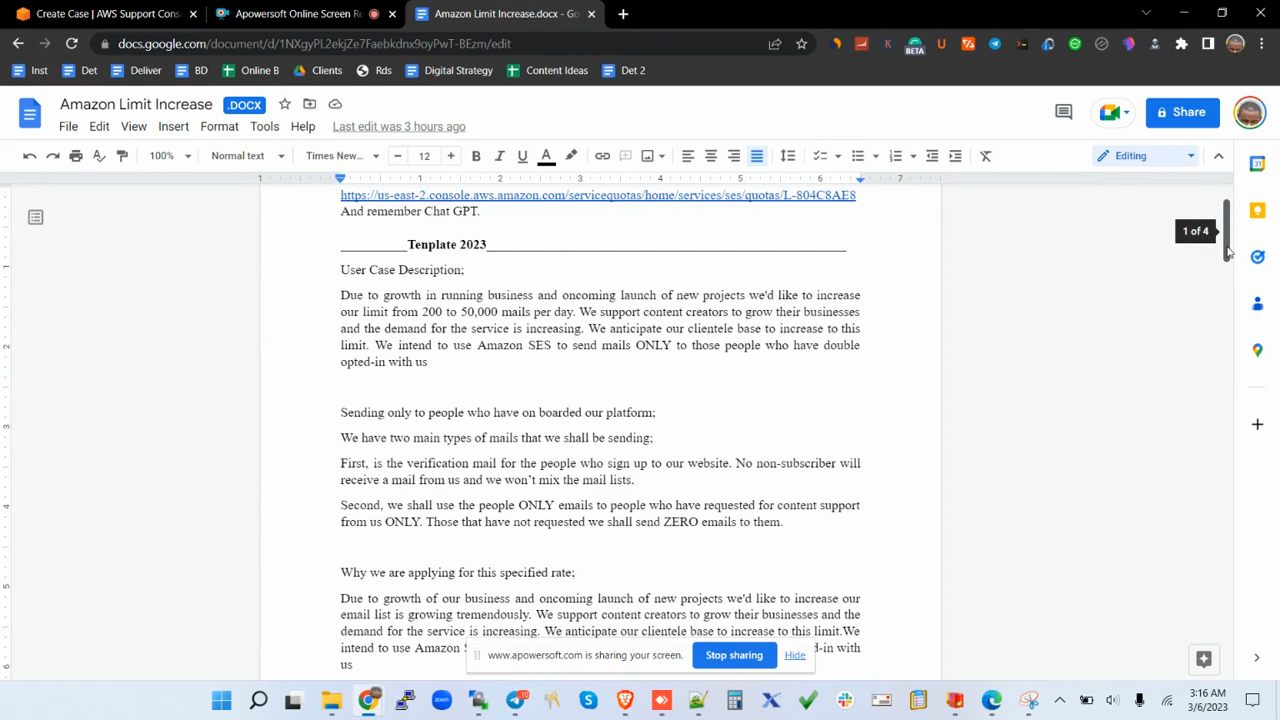 Create Case / AWS Support Cons
Apowersoft Online Screen Re
Amazon Limit Increase.docx - Go
docs.google.com/document/d/1NXgyPL2ekjZe7Faebkdnx9oyPwT-BEzm/edit
BETA
Inst
Det
Deliver
BD
Online B
Clients
Rds
Digital Strategy
Content Ideas
Det 2
Amazon Limit Increase
.DOCX
Share
File Edit View Insert Format Tools Help Last edit was 3 hours ago
100% Normal text Times New... 12 Editing
1 1 2 3 4 5 6 7
https://us-east-2.console.aws.amazon.com/servicequotas/home/services/ses/quotas/L-804C8AE8
And remember Chat GPT.
1 of 4
__________Tenplate 2023__________
User Case Description;
Due to growth in running business and oncoming launch of new projects we'd like to increase
our limit from 200 to 50,000 mails per day. We support content creators to grow their businesses
and the demand for the service is increasing. We anticipate our clientele base to increase to this
limit. We intend to use Amazon SES to send mails ONLY to those people who have double
opted-in with us
Sending only to people who have on boarded our platform;
We have two main types of mails that we shall be sending;
First, is the verification mail for the people who sign up to our website. No non-subscriber will
receive a mail from us and we won't mix the mail lists.
Second, we shall use the people ONLY emails to people who have requested for content support
from us ONLY. Those that have not requested we shall send ZERO emails to them.
Why we are applying for this specified rate;
Due to growth of our business and oncoming launch of new projects we'd like to increase our
email list is growing tremendously. We support content creators to grow their businesses and the
demand for the service is increasing. We anticipate our clientele base to increase to this limit.We
intend to use Amazon
d-in with
us
www.apowersoft.com is sharing your screen.
Stop sharing
Hide
3:16 AM
3/6/2023